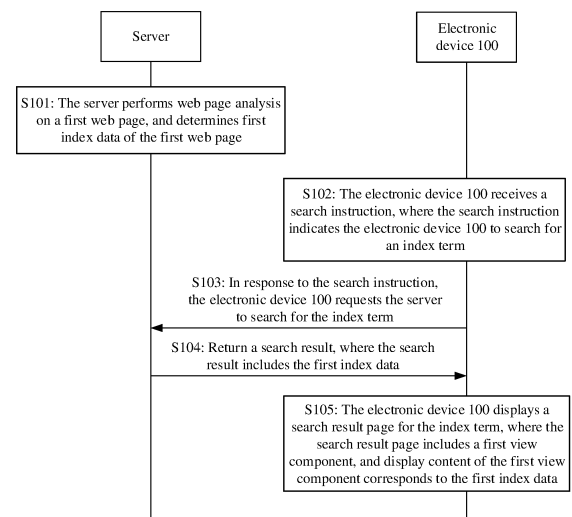 Server
Electronic
device 100
S101: The server performs web page analysis
on a first web page, and determines first
index data of the first web page
S102: The electronic device 100 receives a
search instruction, where the search instruction
indicates the electronic device 100 to search for
an index term
S103: In response to the search instruction,
the electronic device 100 requests the server
to search for the index term
S104: Return a search result, where the search
result includes the first index data
S105: The electronic device 100 displays a
search result page for the index term, where the
search result page includes a first view
component, and display content of the first view
component corresponds to the first index data